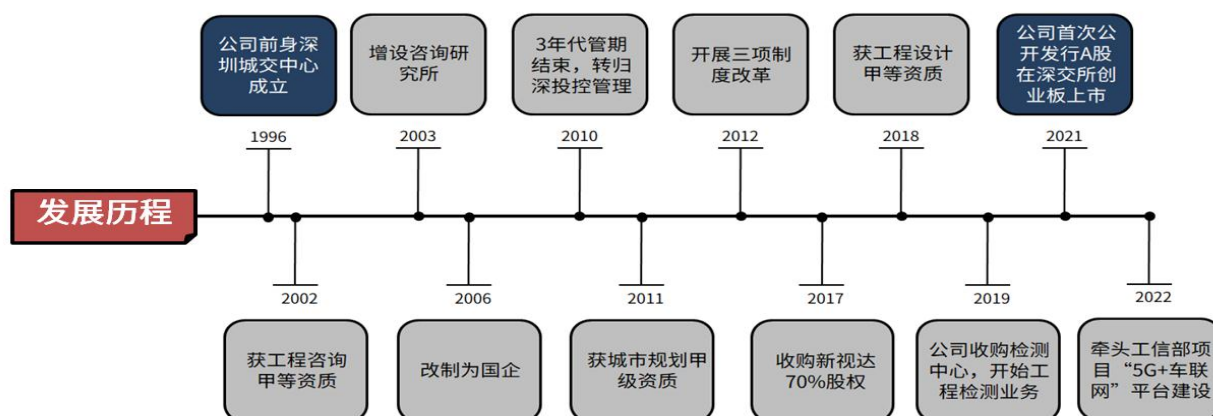 公司前身深
圳城交中心
成立
增设咨询研
究所
3年代管期
结束，转归
深投控管理
开展三项制
度改革
获工程设计
甲等资质
公司首次公
开发行A股
在深交所创
业板上市
1996
2003
2010
2012
2018
2021
发展历程
2002
2006
2011
2017
2019
2022
获工程咨询
甲等资质
改制为国企
获城市规划甲
级资质
收购新视达
70%股权
公司收购检测
中心，开始工
程检测业务
牵头工信部项
目“5G+车联
网”平台建设